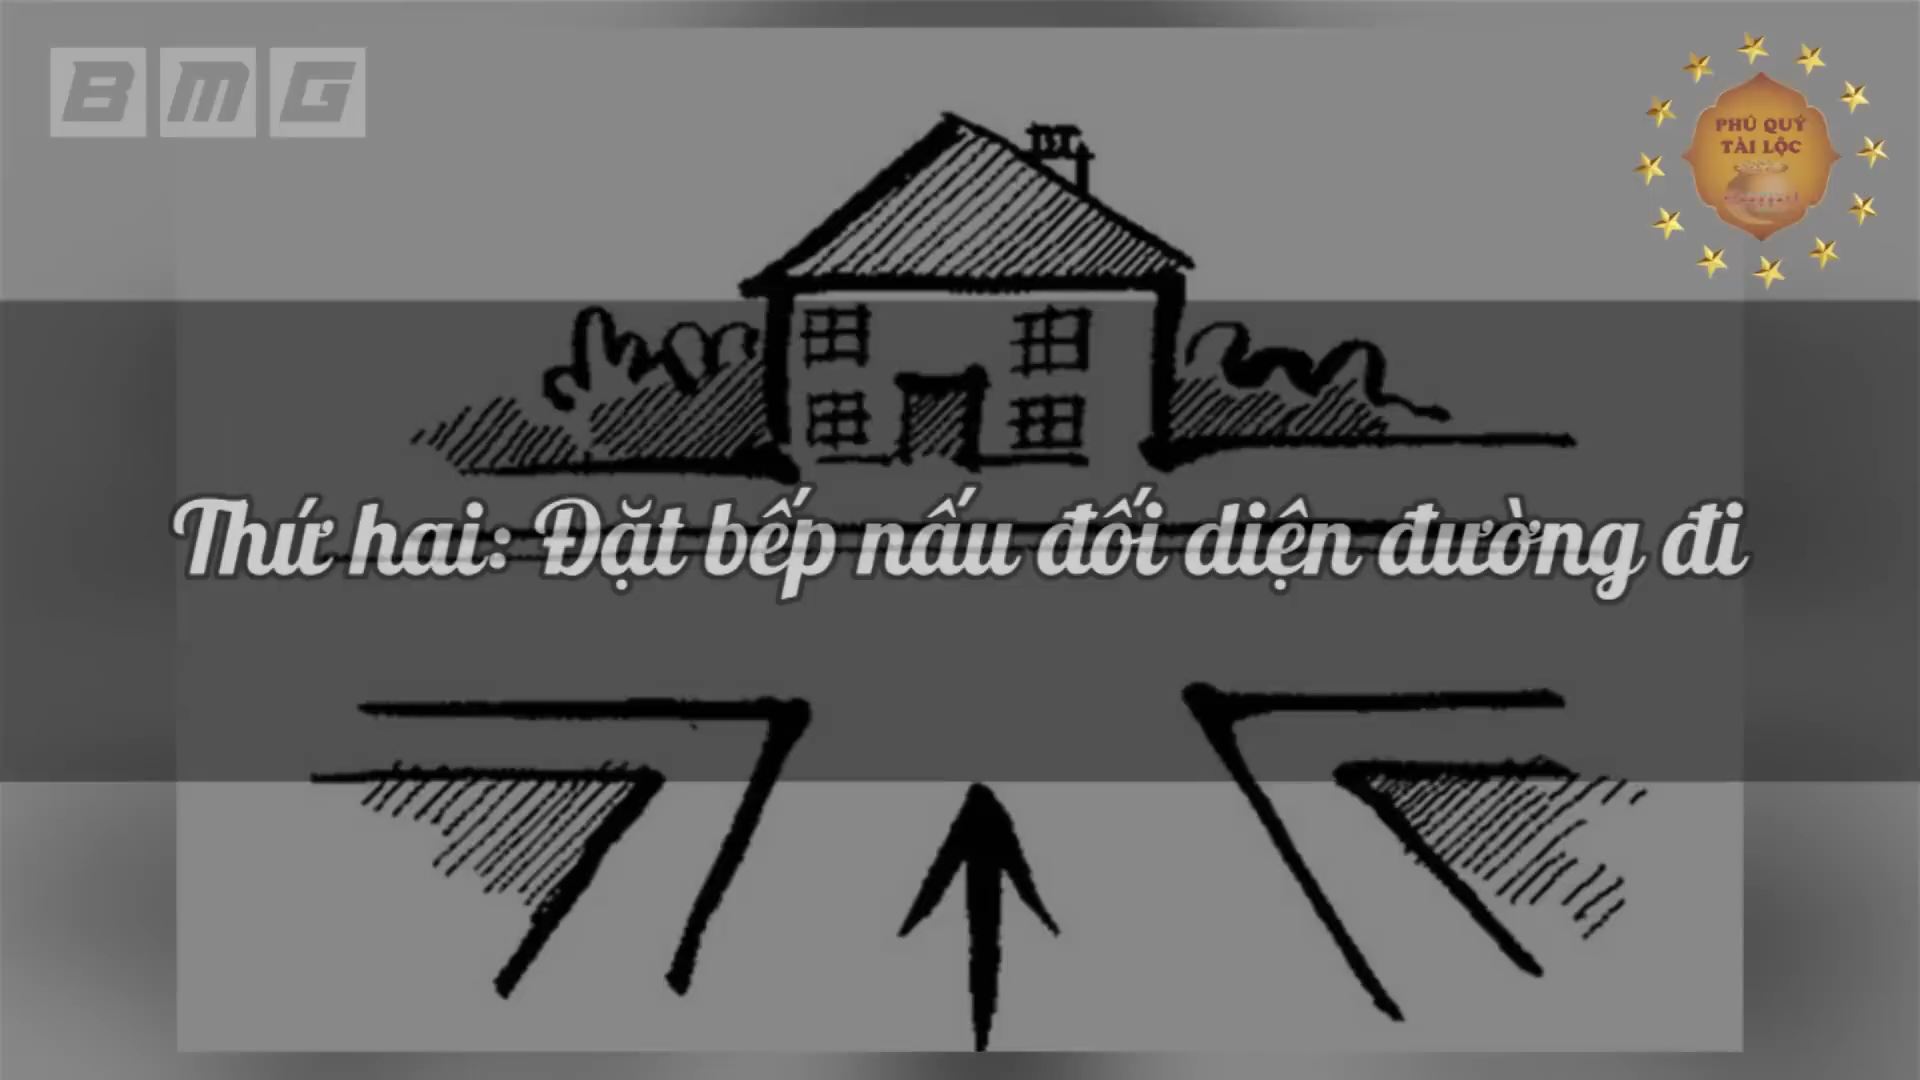 BMG
PHÚ QUÝ
TÀI LỘC
Thứ hai: Đặt bếp nấu đối diện đường đi